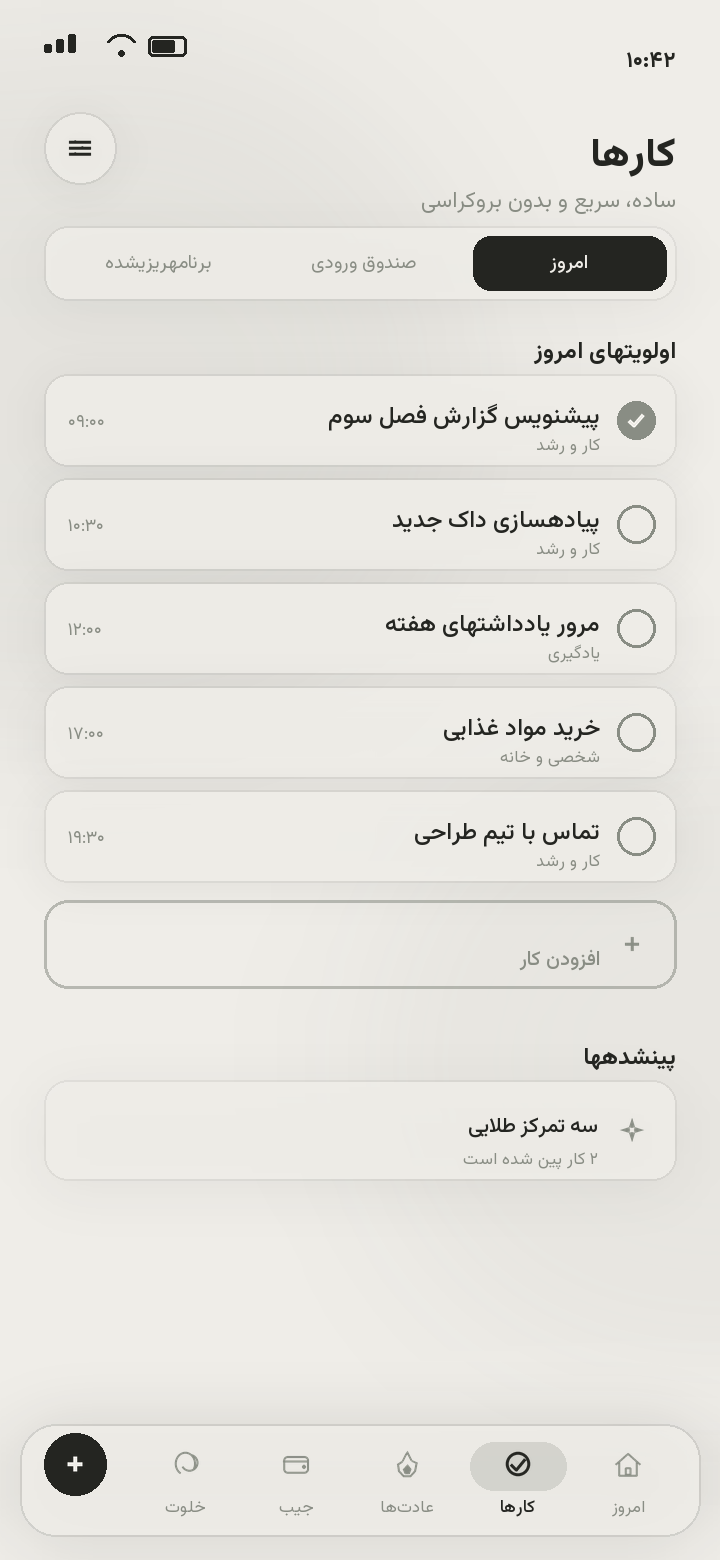 ۱۰:۴۲
کارها
ساده، سریع و بدون بروکراسی
امروز
صندوق ورودی
برنامهریزیشده
اولویتهای امروز
پیشنویس گزارش فصل سوم
کار و رشد
۰۹:۰۰
پیادهسازی داک جدید
کار و رشد
۱۰:۳۰
مرور یادداشتهای هفته
یادگیری
۱۲:۰۰
خرید مواد غذایی
شخصی و خانه
۱۷:۰۰
تماس با تیم طراحی
کار و رشد
۱۹:۳۰
افزودن کار
پینشدهها
سه تمرکز طلایی
۲ کار پین شده است
امروز
کارها
عادت‌ها
جیب
خلوت